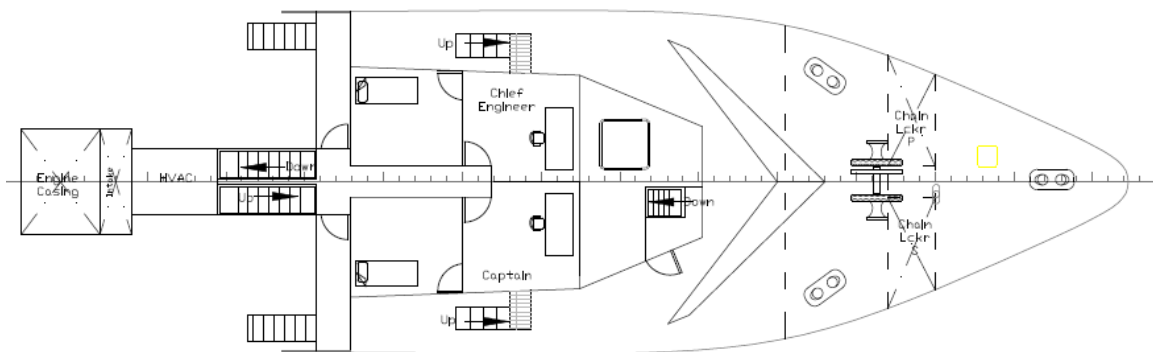 Up
Chief
Engineer
Chain
Lckr
P
Engine
Casing
Intake
HVAC
Down
Up
Down
Chain
Lckr
S
Captain
Up